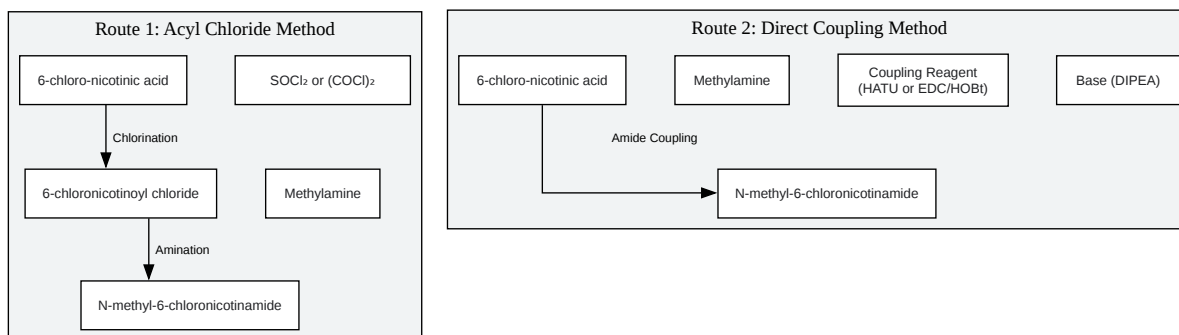 Route 1: Acyl Chloride Method
6-chloro-nicotinic acid
SOCl₂ or (COCl)₂
Chlorination
6-chloronicotinoyl chloride
Methylamine
Amination
N-methyl-6-chloronicotinamide
Route 2: Direct Coupling Method
6-chloro-nicotinic acid
Methylamine
Coupling Reagent
(HATU or EDC/HOBt)
Base (DIPEA)
Amide Coupling
N-methyl-6-chloronicotinamide